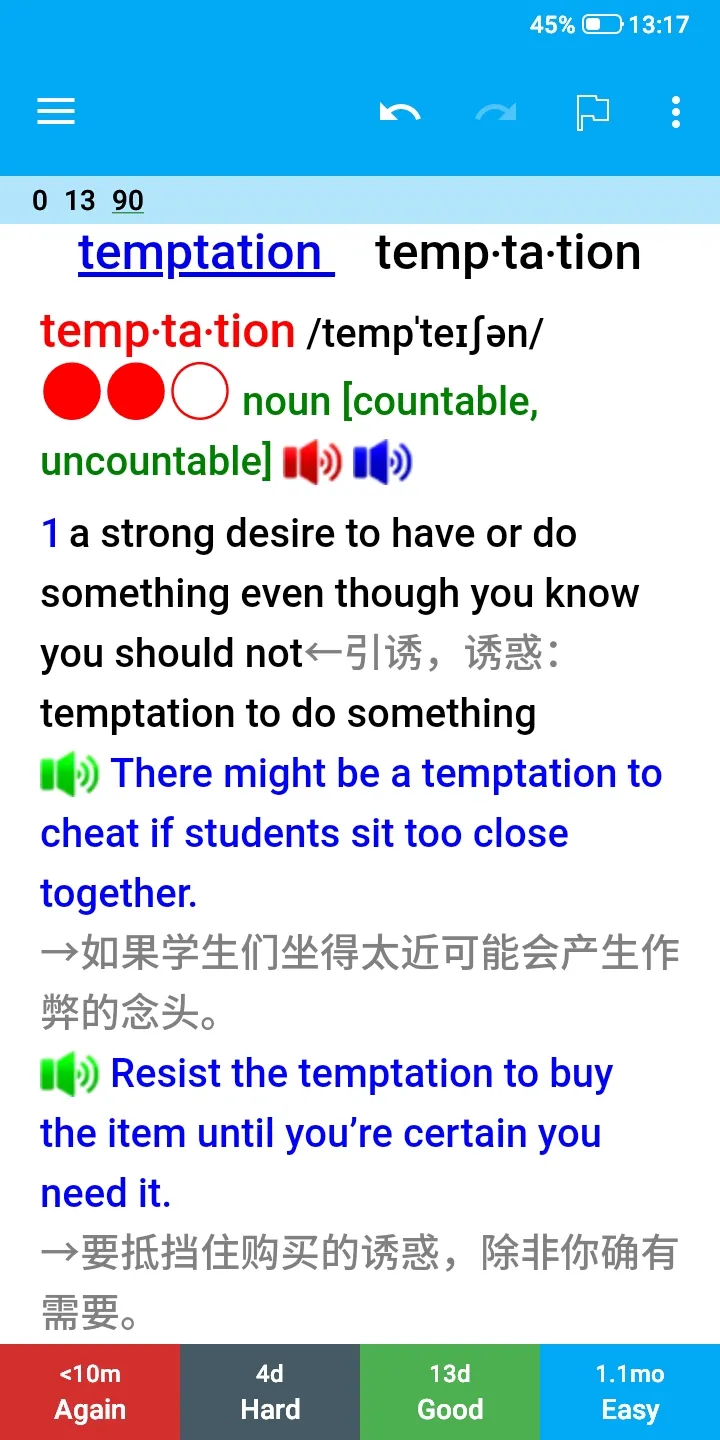 45% 13:17
0 13 90
temptation temp·ta·tion
temp·ta·tion /temp'teɪʃən/
noun [countable,
uncountable]
1 a strong desire to have or do
something even though you know
you should not←引诱，诱惑：
temptation to do something
There might be a temptation to
cheat if students sit too close
together.
→如果学生们坐得太近可能会产生作
弊的念头。
Resist the temptation to buy
the item until you’re certain you
need it.
→要抵挡住购买的诱惑，除非你确有
需要。
<10m 4d 13d 1.1mo
Again Hard Good Easy